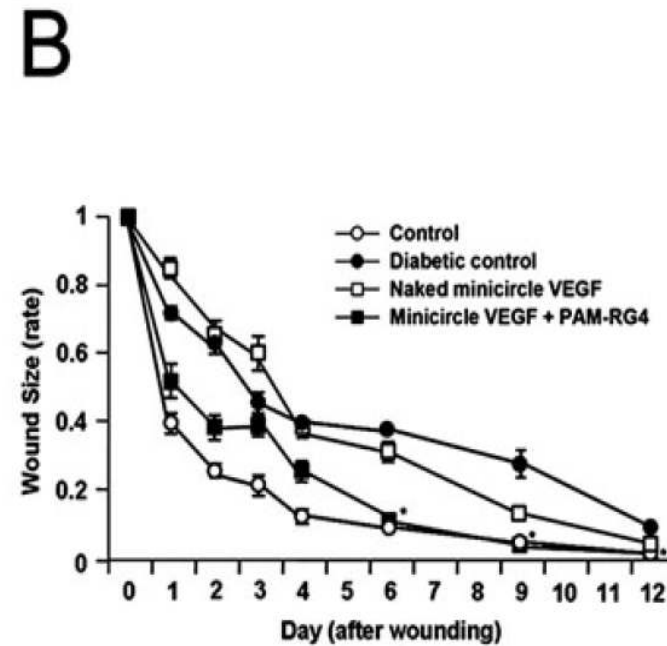 B
Control
Diabetic control
Naked minicircle VEGF
Minicircle VEGF + PAM-RG4
Wound Size (rate)
1
0.8
0.6
0.4
0.2
0
*
*
*
0 1 2 3 4 5 6 7 8 9 10 11 12
Day (after wounding)